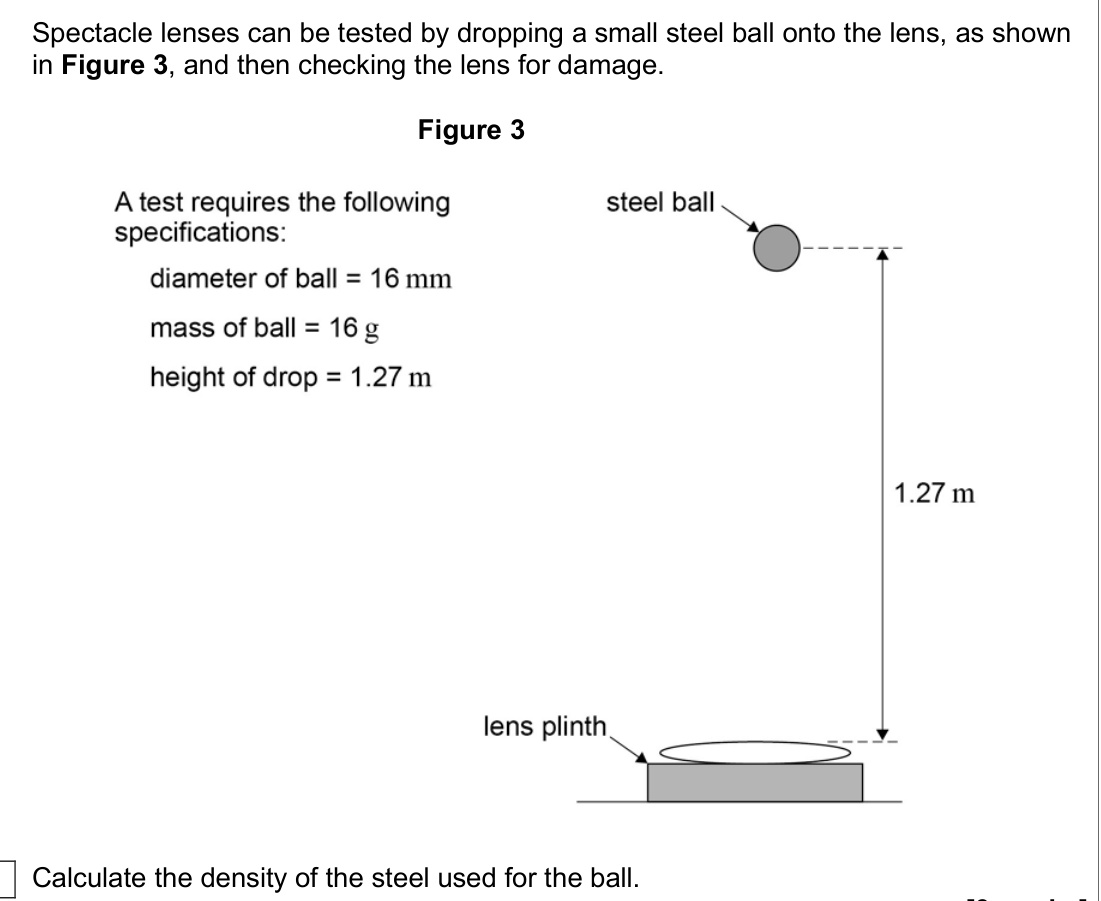 Spectacle lenses can be tested by dropping a small steel ball onto the lens, as shown
in Figure 3, and then checking the lens for damage.
Figure 3
A test requires the following
specifications:
diameter of ball = 16 mm
mass of ball = 16 g
height of drop = 1.27 m
steel ball
1.27 m
lens plinth
Calculate the density of the steel used for the ball.